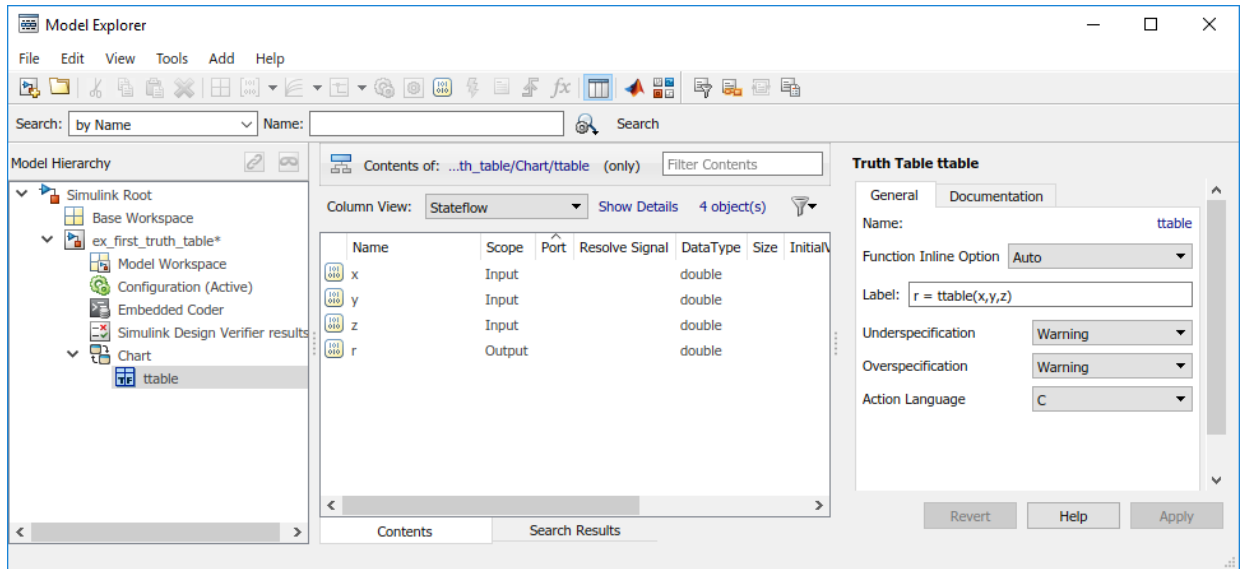 Model Explorer
File Edit View Tools Add Help
fx
Search: by Name Name: Search
Model Hierarchy
Simulink Root
Base Workspace
ex_first_truth_table*
Model Workspace
Configuration (Active)
Embedded Coder
Simulink Design Verifier results
Chart
ttable
Contents of: ...th_table/Chart/ttable (only) Filter Contents
Column View: Stateflow Show Details 4 object(s)
Name Scope Port Resolve Signal DataType Size InitialV
x Input double
y Input double
z Input double
r Output double
Contents Search Results
Truth Table ttable
General Documentation
Name: ttable
Function Inline Option Auto
Label: r = ttable(x,y,z)
Underspecification Warning
Overspecification Warning
Action Language C
Revert Help Apply